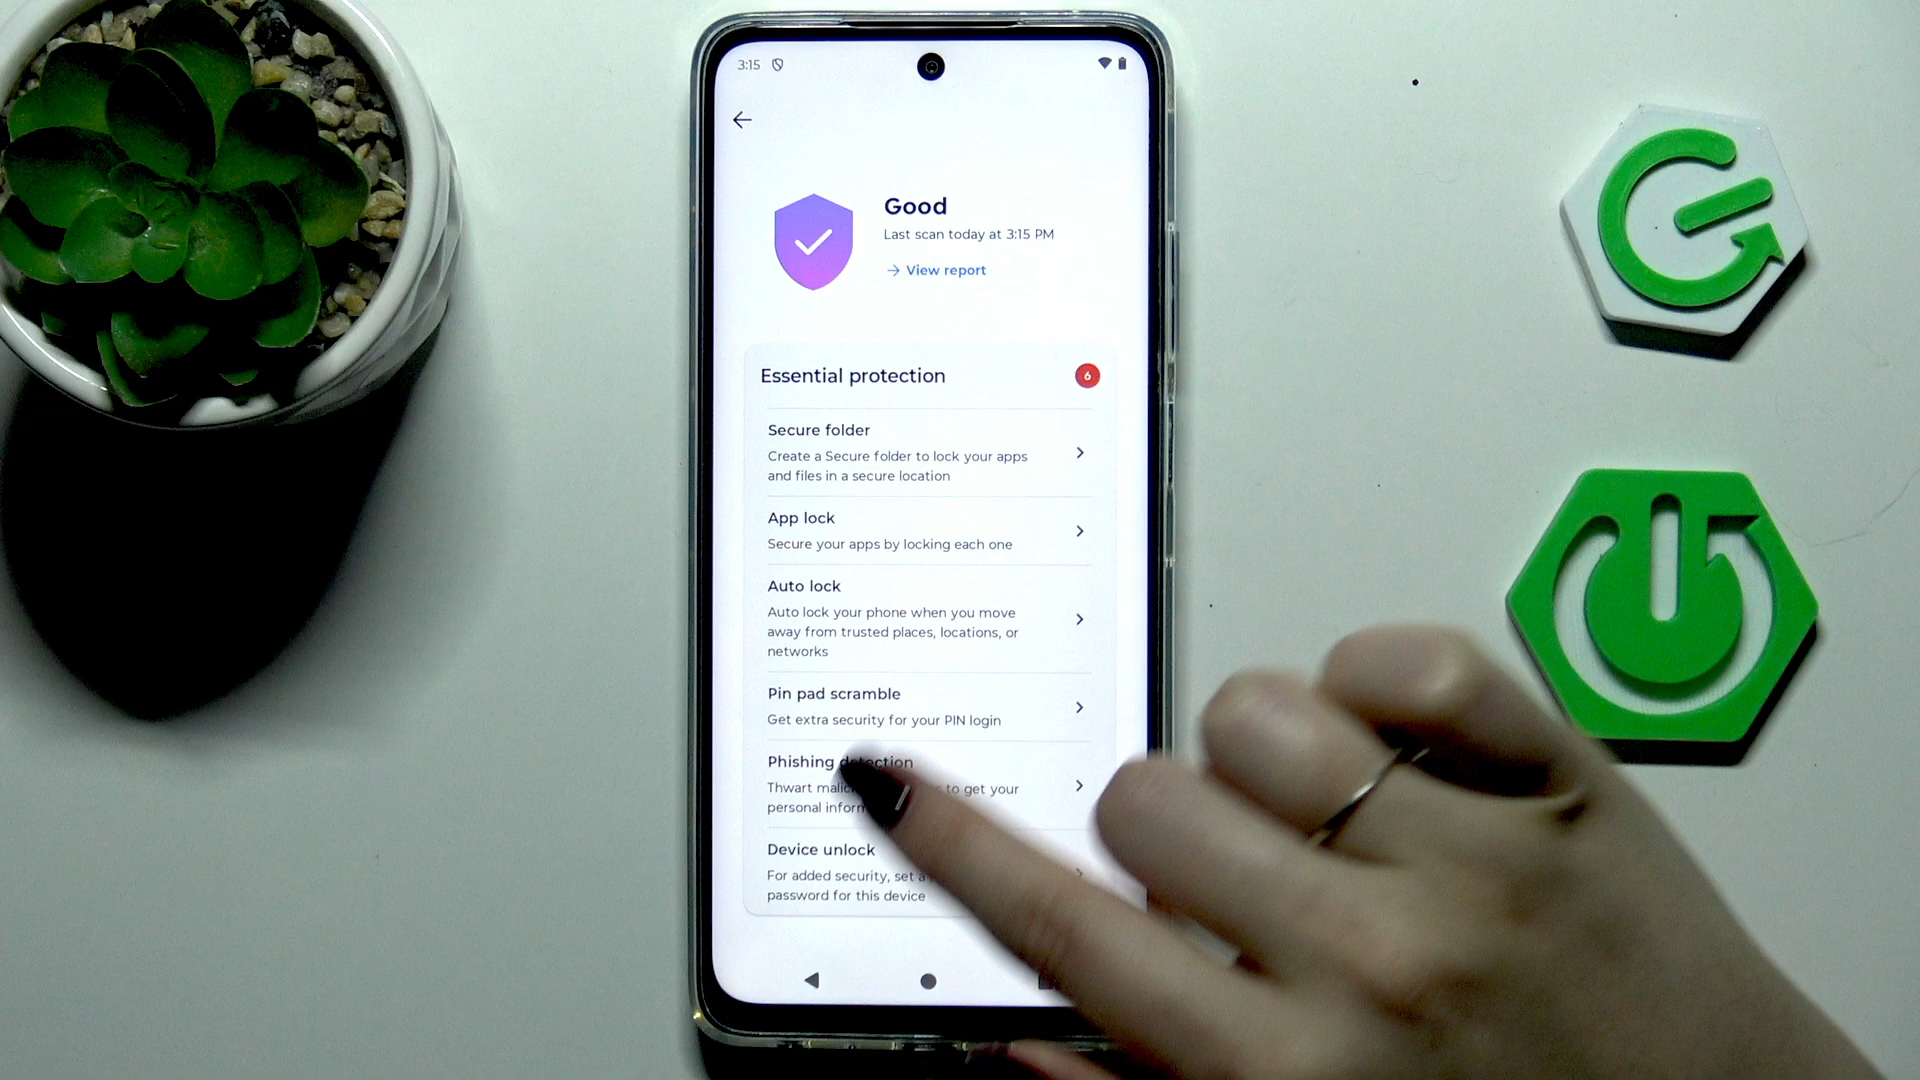 3:15
Good
Last scan today at 3:15 PM
→ View report
Essential protection
6
Secure folder
Create a Secure folder to lock your apps
and files in a secure location
App lock
Secure your apps by locking each one
Auto lock
Auto lock your phone when you move
away from trusted places, locations, or
networks
Pin pad scramble
Get extra security for your PIN login
Phishing detection
Thwart to get your
personal
Device unlock
For added security, set a
password for this device